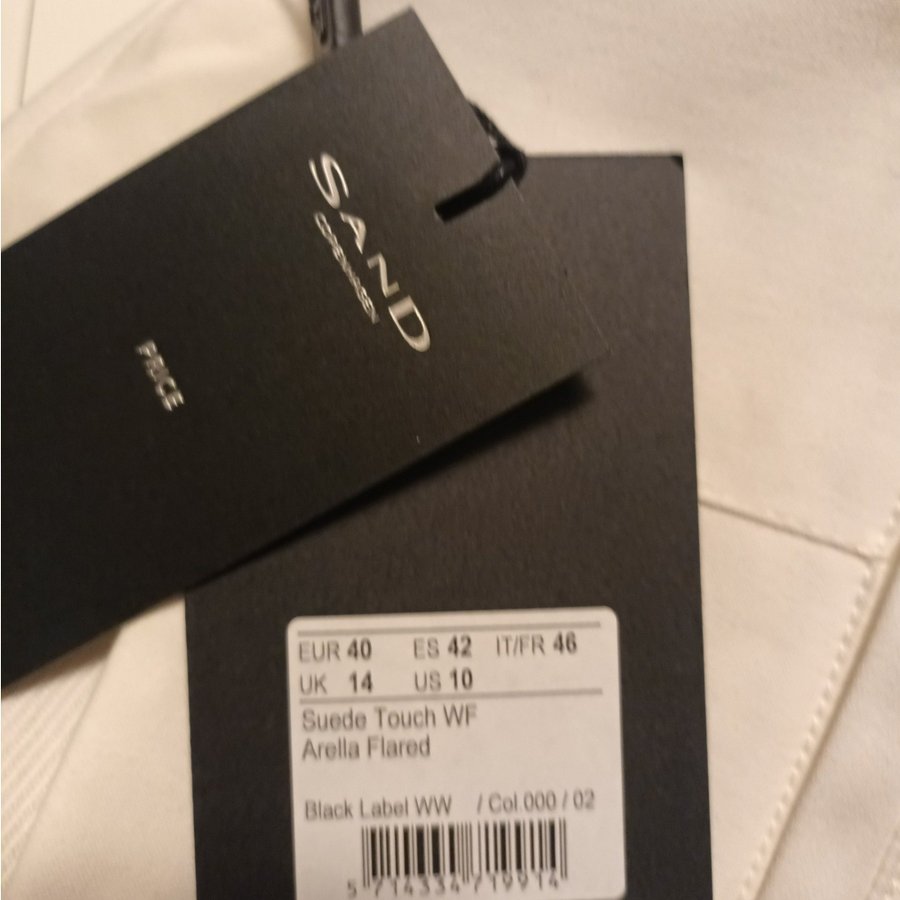 SAND
COPENHAGEN
PRICE
EUR 40 ES 42 IT/FR 46
UK 14 US 10
Suede Touch WF
Arella Flared
Black Label WW / Col.000 / 02
5 714334 719914